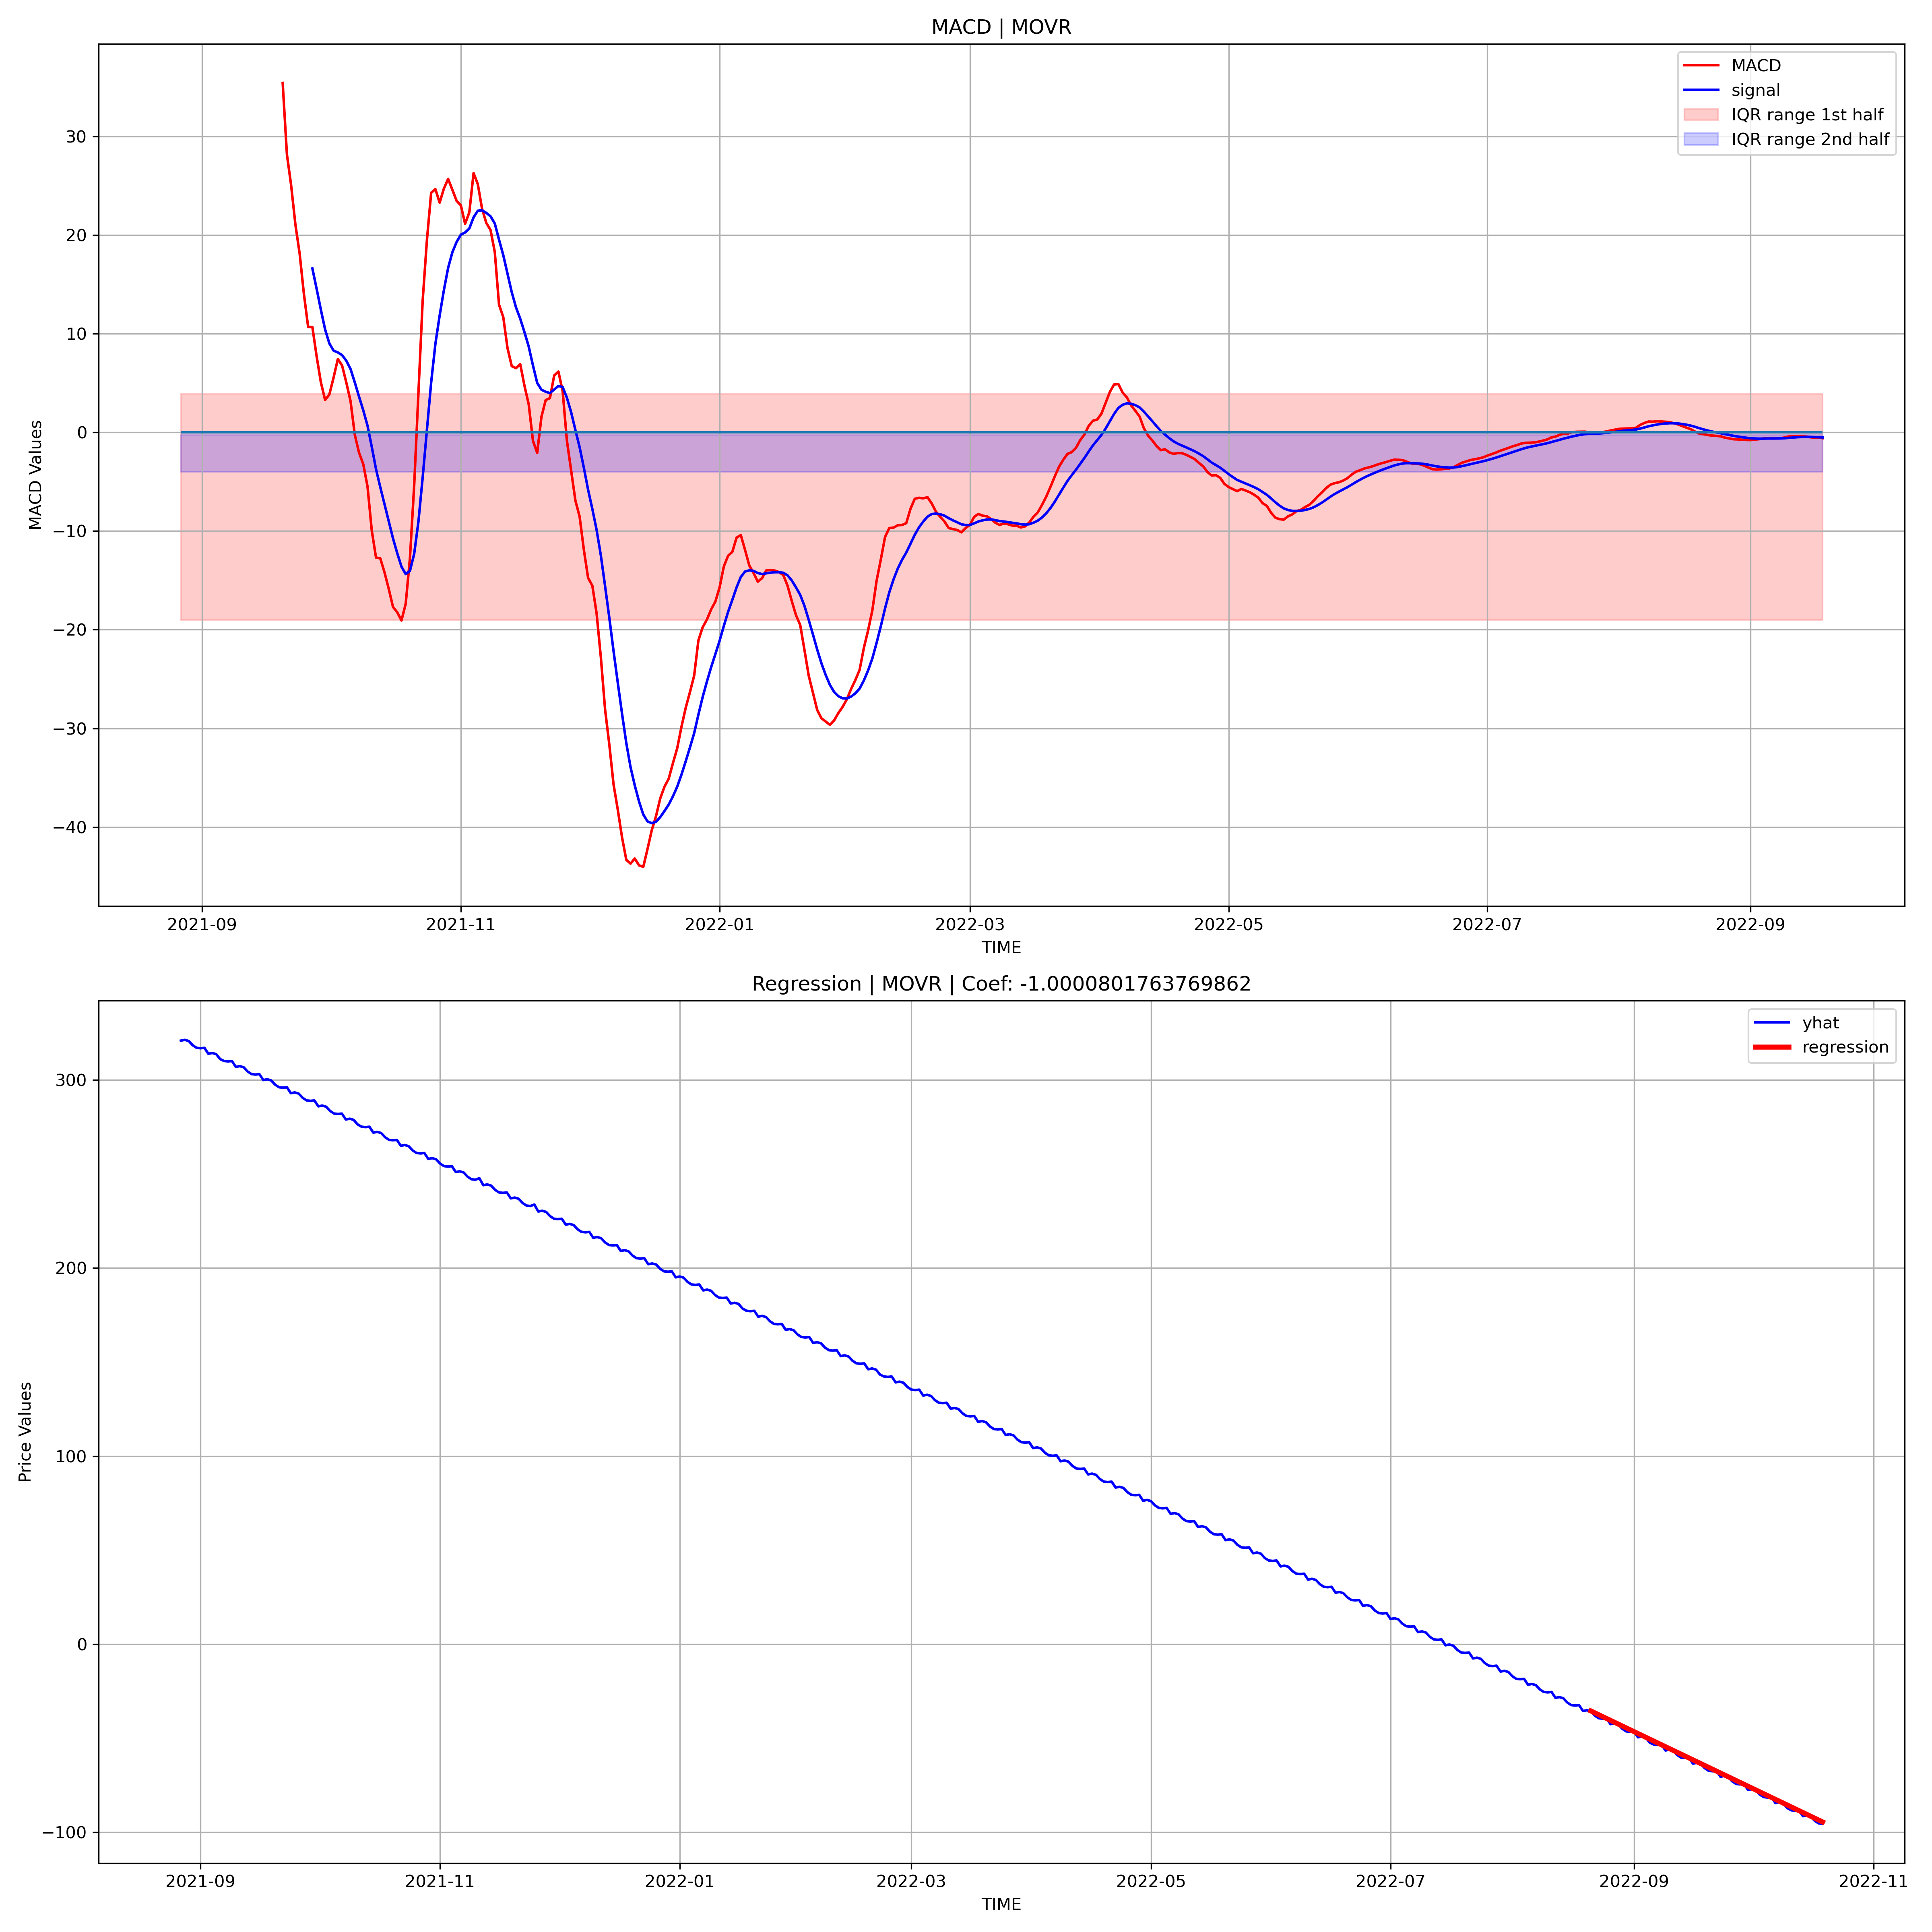 MACD | MOVR
MACD
signal
IQR range 1st half
IQR range 2nd half
30
20
10
0
−10
−20
−30
−40
MACD Values
2021-09 2021-11 2022-01 2022-03 2022-05 2022-07 2022-09
TIME
Regression | MOVR | Coef: -1.0000801763769862
yhat
regression
300
200
100
0
−100
Price Values
2021-09 2021-11 2022-01 2022-03 2022-05 2022-07 2022-09 2022-11
TIME